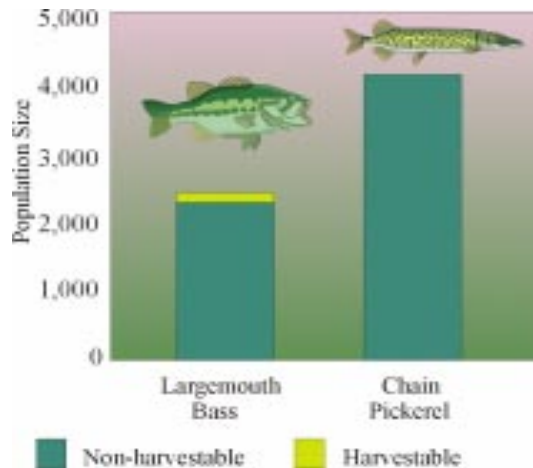 5,000
4,000
3,000
2,000
1,000
0
Population Size
Largemouth
Bass
Chain
Pickerel
Non-harvestable
Harvestable